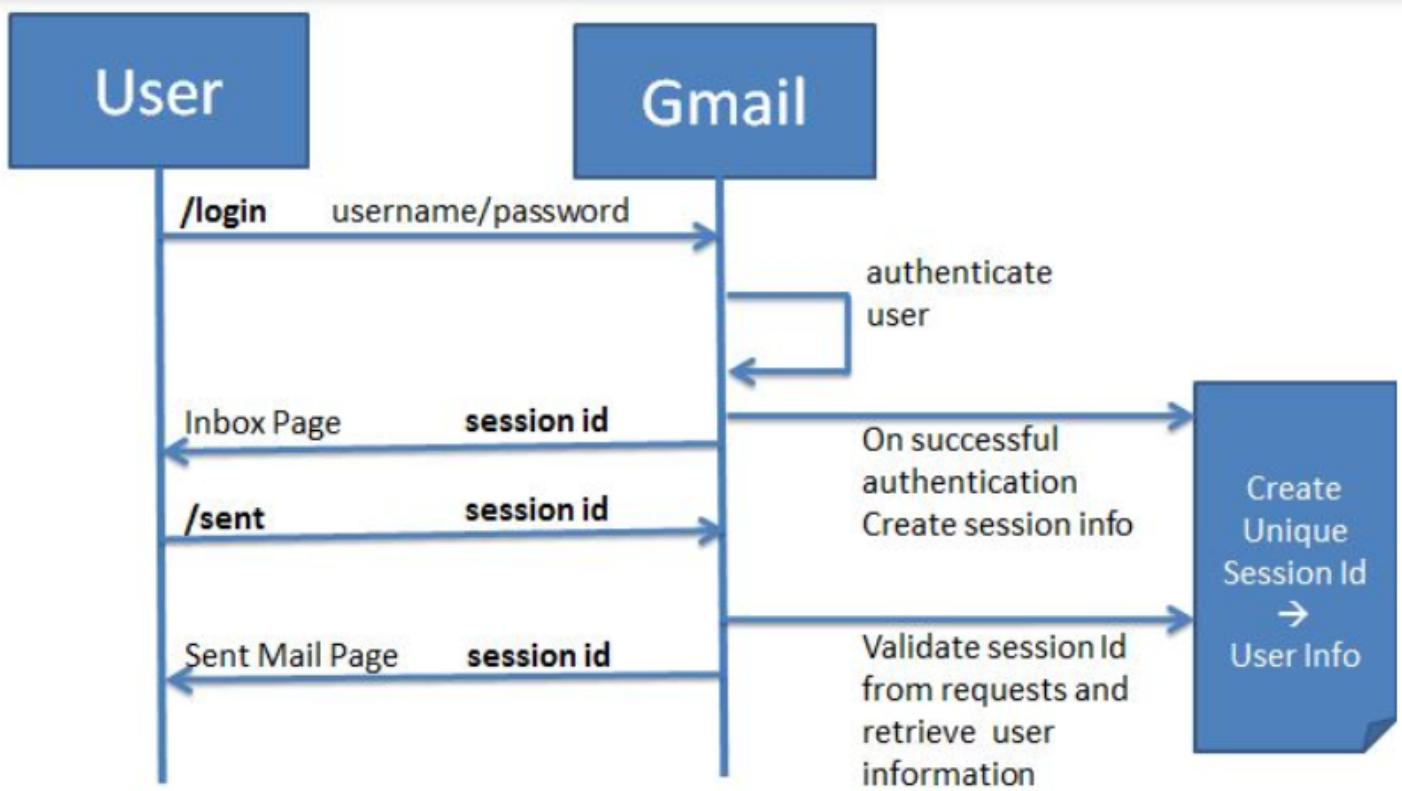 User
Gmail
/login username/password
authenticate
user
Inbox Page session id
On successful
authentication
Create session info
/sent session id
Create
Unique
Session Id
→
User Info
Sent Mail Page session id
Validate session Id
from requests and
retrieve user
information